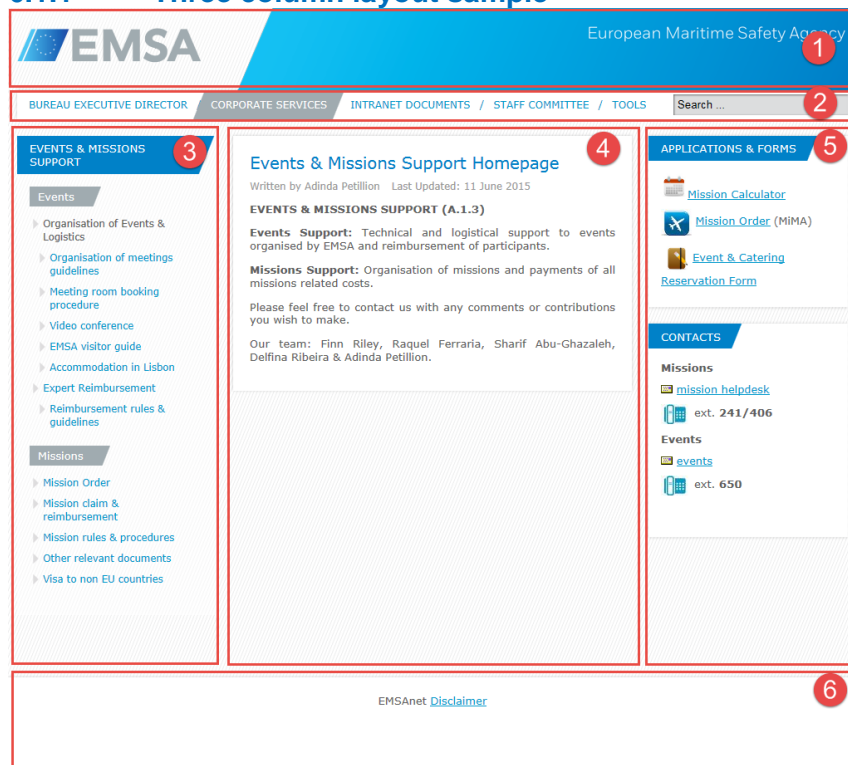 Three column layout sample
EMSA
European Maritime Safety Agency
1
BUREAU EXECUTIVE DIRECTOR CORPORATE SERVICES INTRANET DOCUMENTS / STAFF COMMITTEE / TOOLS Search ...
2
EVENTS & MISSIONS
SUPPORT
3
Events
Organisation of Events &
Logistics
Organisation of meetings
guidelines
Meeting room booking
procedure
Video conference
EMSA visitor guide
Accommodation in Lisbon
Expert Reimbursement
Reimbursement rules &
guidelines
Missions
Mission Order
Mission claim &
reimbursement
Mission rules & procedures
Other relevant documents
Visa to non EU countries
4
Events & Missions Support Homepage
Written by Adinda Petillion Last Updated: 11 June 2015
EVENTS & MISSIONS SUPPORT (A.1.3)
Events Support: Technical and logistical support to events
organised by EMSA and reimbursement of participants.
Missions Support: Organisation of missions and payments of all
missions related costs.
Please feel free to contact us with any comments or contributions
you wish to make.
Our team: Finn Riley, Raquel Ferraria, Sharif Abu-Ghazaleh,
Delfina Ribeira & Adinda Petillion.
APPLICATIONS & FORMS
5
Mission Calculator
Mission Order (MiMA)
Event & Catering
Reservation Form
CONTACTS
Missions
mission helpdesk
ext. 241/406
Events
events
ext. 650
6
EMSAnet Disclaimer